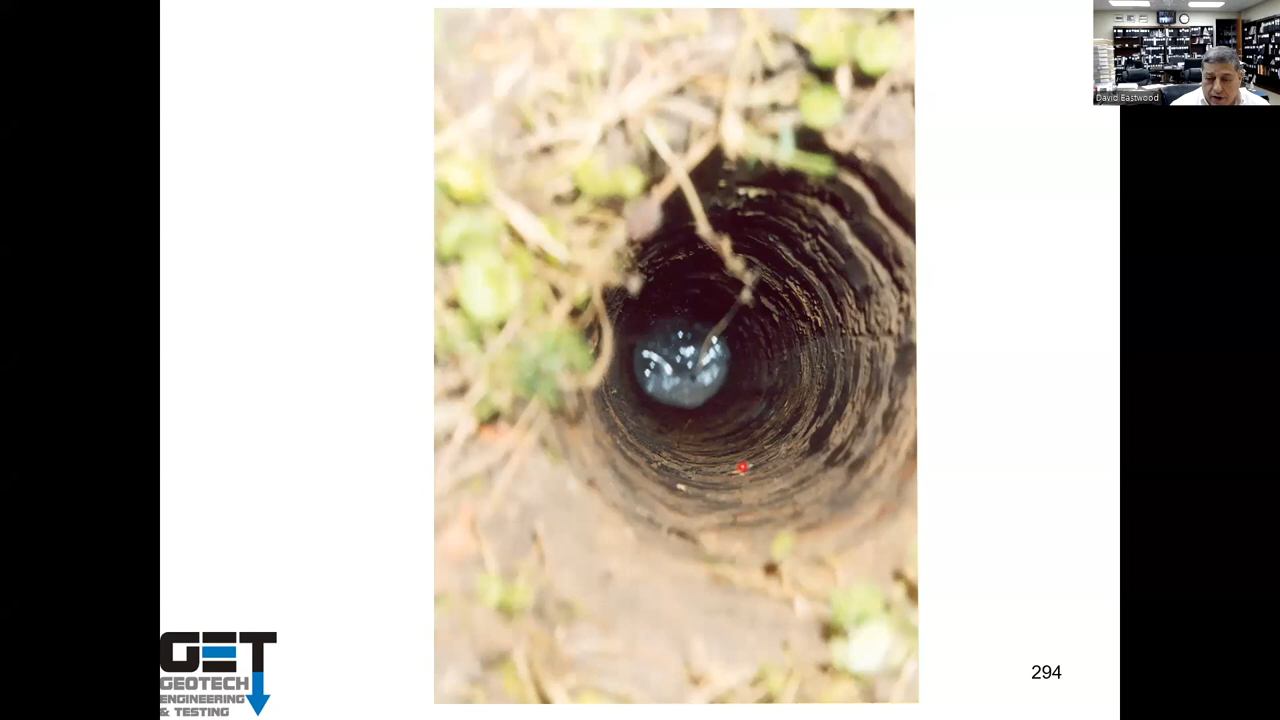 David Eastwood
GET
GEOTECH
ENGINEERING
& TESTING
294